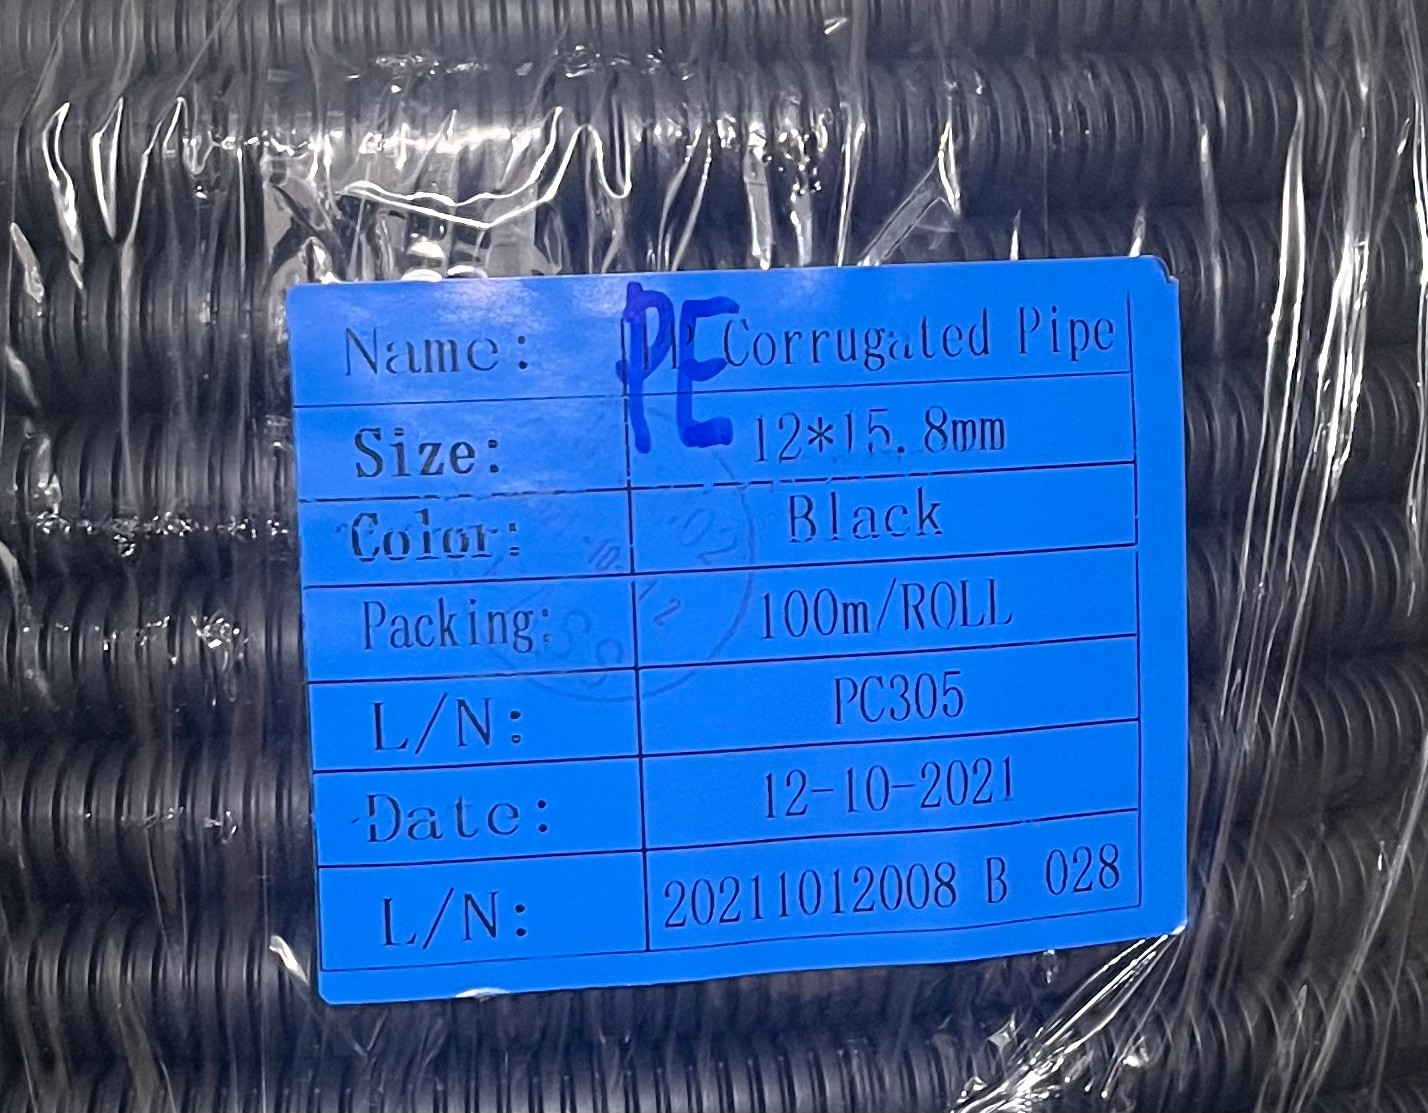 Name: PE Corrugated Pipe
Size: 12*15.8mm
Color: Black
Packing: 100m/ROLL
L/N: PC305
Date: 12-10-2021
L/N: 20211012008 B 028